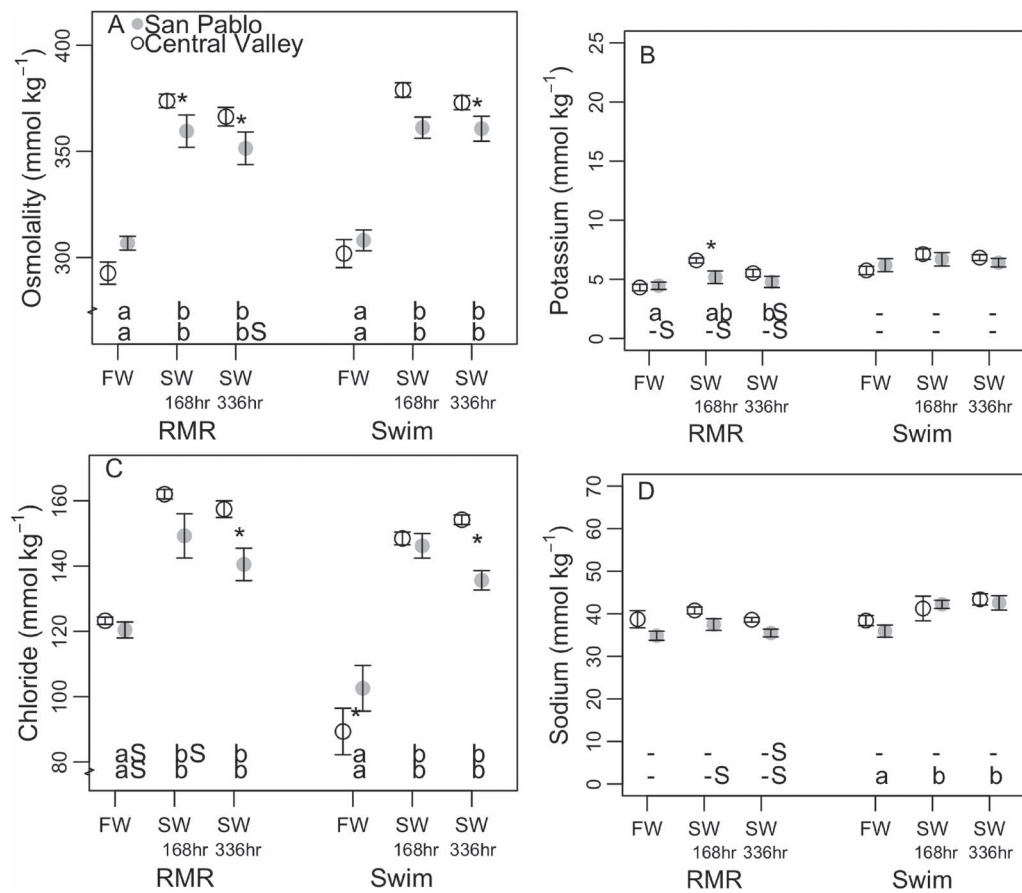 A San Pablo
Central Valley
Osmolality (mmol kg⁻¹)
400
350
300
* * *
a b b a b b
a b bS a b b
FW SW SW FW SW SW
168hr 336hr 168hr 336hr
RMR Swim
B
Potassium (mmol kg⁻¹)
25
20
15
10
5
0
*
a ab bS - - -
-S -S -S - - -
FW SW SW FW SW SW
168hr 336hr 168hr 336hr
RMR Swim
C
Chloride (mmol kg⁻¹)
160
140
120
100
80
* * *
aS bS b a b b
aS b b a b b
FW SW SW FW SW SW
168hr 336hr 168hr 336hr
RMR Swim
D
Sodium (mmol kg⁻¹)
70
60
50
40
30
20
10
0
- - -S - - -
- -S -S a b b
FW SW SW FW SW SW
168hr 336hr 168hr 336hr
RMR Swim